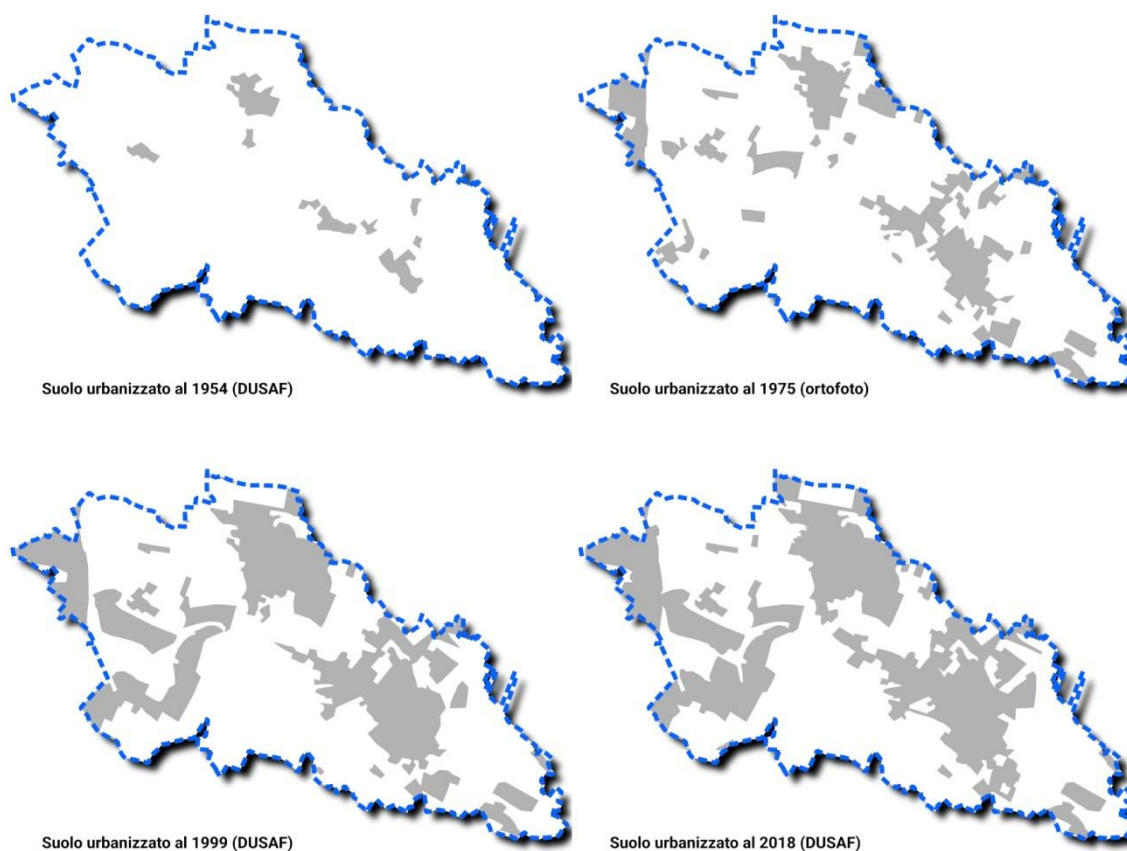 Suolo urbanizzato al 1954 (DUSAF)
Suolo urbanizzato al 1975 (ortofoto)
Suolo urbanizzato al 1999 (DUSAF)
Suolo urbanizzato al 2018 (DUSAF)